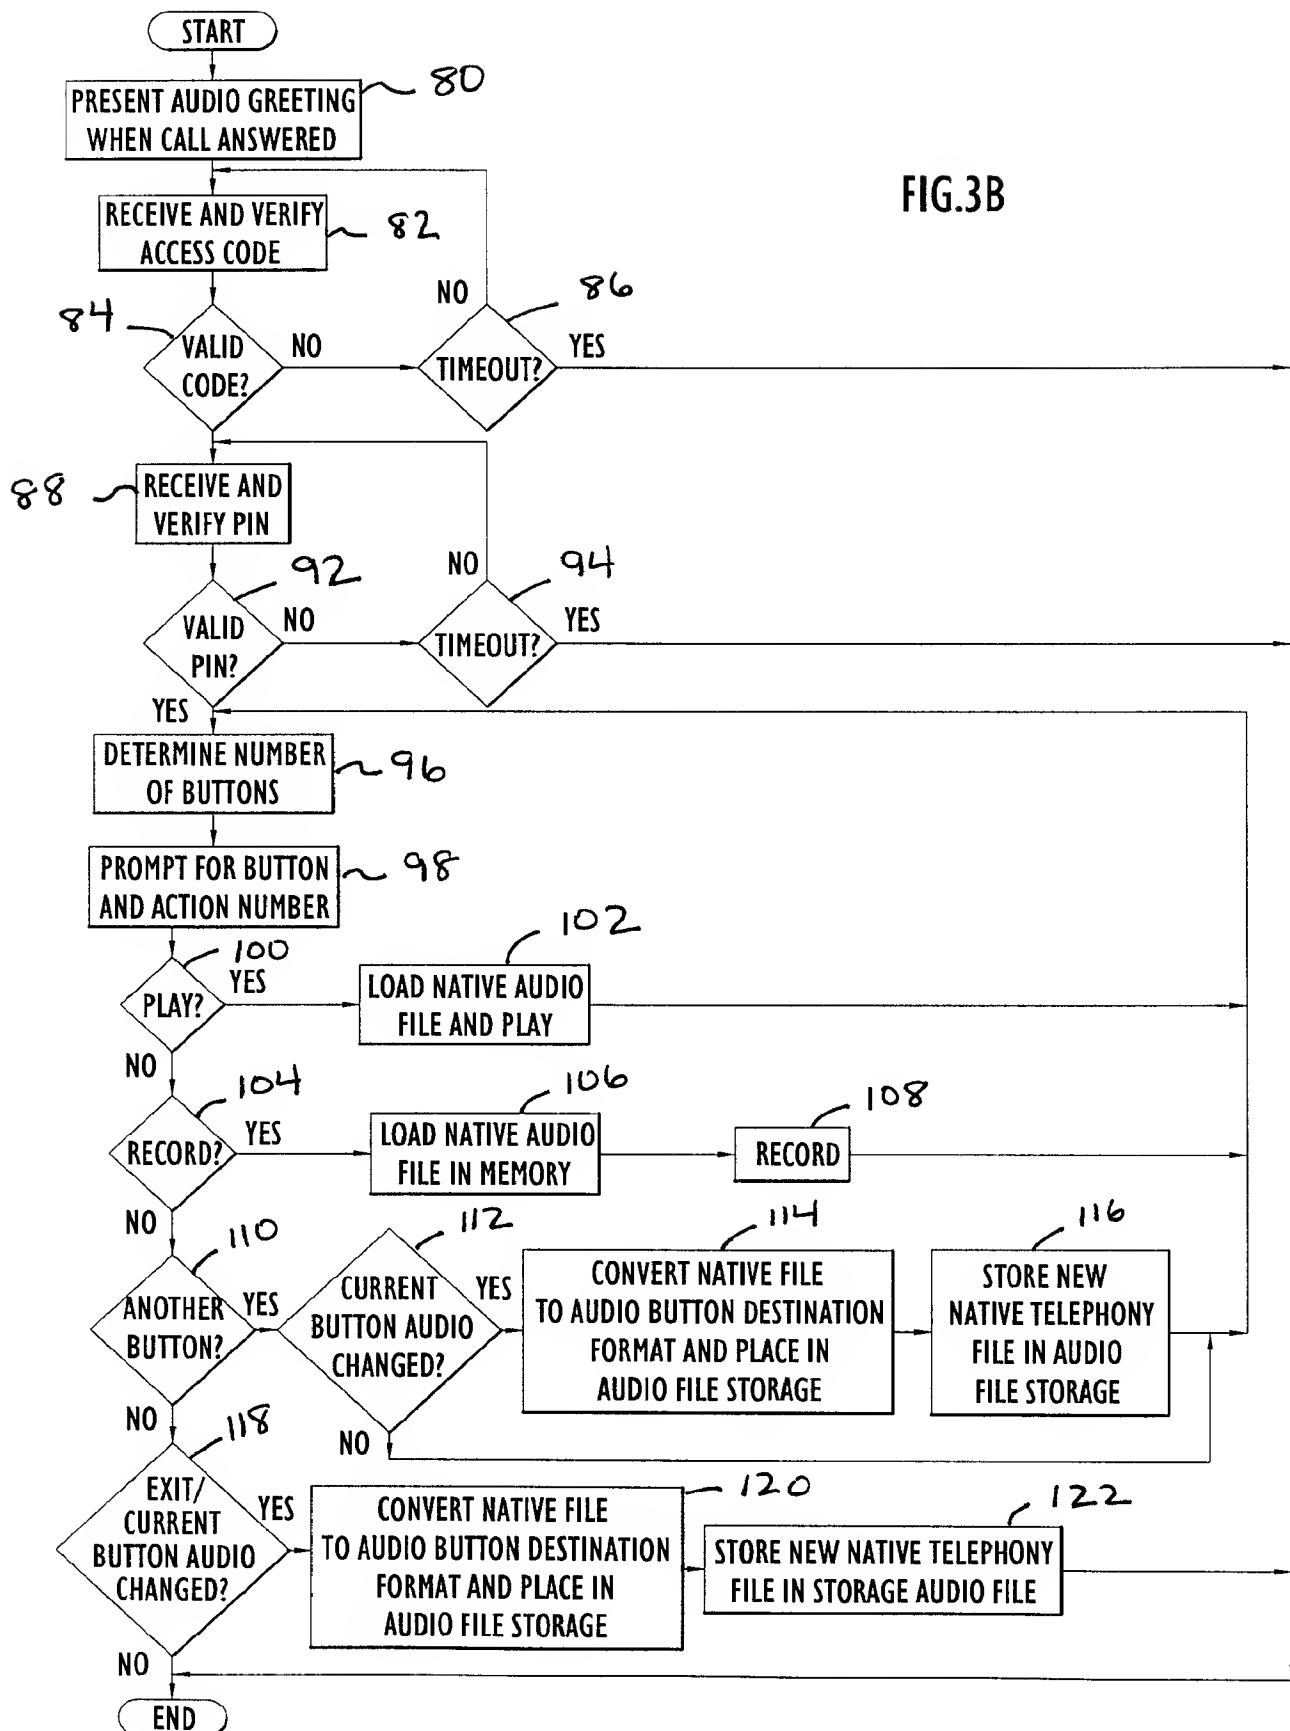 START
PRESENT AUDIO GREETING
WHEN CALL ANSWERED
80
FIG.3B
RECEIVE AND VERIFY
ACCESS CODE
82
84
VALID
CODE?
NO
NO
86
TIMEOUT?
YES
88
RECEIVE AND
VERIFY PIN
92
VALID
PIN?
NO
NO
94
TIMEOUT?
YES
YES
DETERMINE NUMBER
OF BUTTONS
96
PROMPT FOR BUTTON
AND ACTION NUMBER
98
100
PLAY?
YES
102
LOAD NATIVE AUDIO
FILE AND PLAY
NO
104
RECORD?
YES
106
LOAD NATIVE AUDIO
FILE IN MEMORY
108
RECORD
NO
110
ANOTHER
BUTTON?
YES
112
CURRENT
BUTTON AUDIO
CHANGED?
YES
114
CONVERT NATIVE FILE
TO AUDIO BUTTON DESTINATION
FORMAT AND PLACE IN
AUDIO FILE STORAGE
116
STORE NEW
NATIVE TELEPHONY
FILE IN AUDIO
FILE STORAGE
NO
NO
118
EXIT/
CURRENT
BUTTON AUDIO
CHANGED?
YES
120
CONVERT NATIVE FILE
TO AUDIO BUTTON DESTINATION
FORMAT AND PLACE IN
AUDIO FILE STORAGE
122
STORE NEW NATIVE TELEPHONY
FILE IN STORAGE AUDIO FILE
NO
END